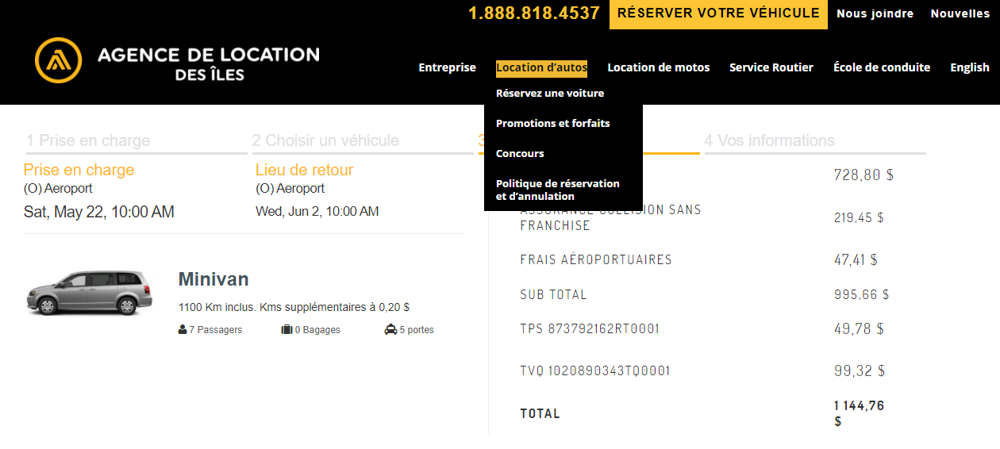 1.888.818.4537
RÉSERVER VOTRE VÉHICULE
Nous joindre
Nouvelles
AGENCE DE LOCATION
DES ÎLES
Entreprise
Location d'autos
Location de motos
Service Routier
École de conduite
English
Réservez une voiture
Promotions et forfaits
Concours
Politique de réservation
et d'annulation
1 Prise en charge
2 Choisir un véhicule
4 Vos informations
Prise en charge
(O) Aeroport
Sat, May 22, 10:00 AM
Lieu de retour
(O) Aeroport
Wed, Jun 2, 10:00 AM
Minivan
1100 Km inclus. Kms supplémentaires à 0,20 $
7 Passagers
0 Bagages
5 portes
728,80 $
ASSURANCE COLLISION SANS
FRANCHISE
219,45 $
FRAIS AÉROPORTUAIRES
47,41 $
SUB TOTAL
995,66 $
TPS 873792162RT0001
49,78 $
TVQ 1020890343TQ0001
99,32 $
TOTAL
1 144,76
$